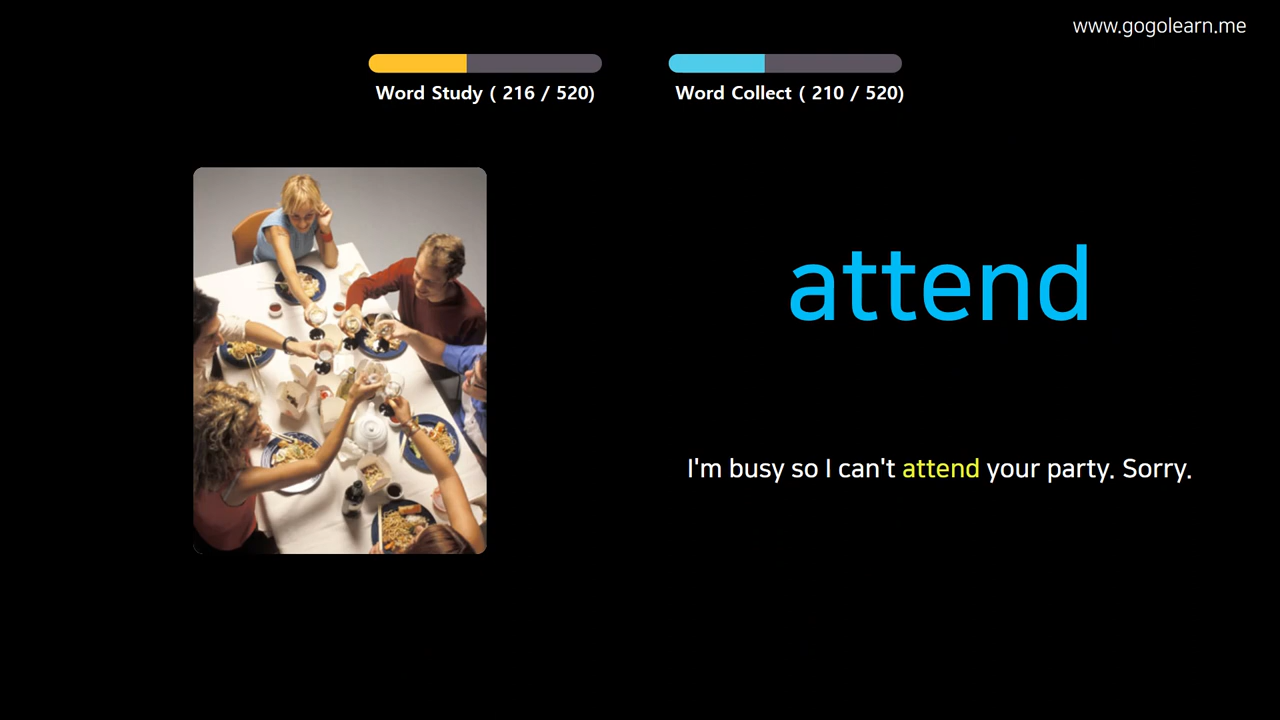 www.gogolearn.me
Word Study ( 216 / 520)
Word Collect ( 210 / 520)
attend
I'm busy so I can't attend your party. Sorry.